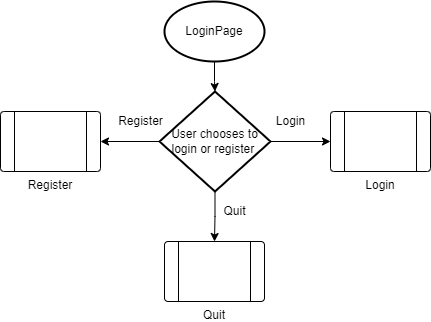 LoginPage
Register
Login
User chooses to
login or register
Register
Login
Quit
Quit